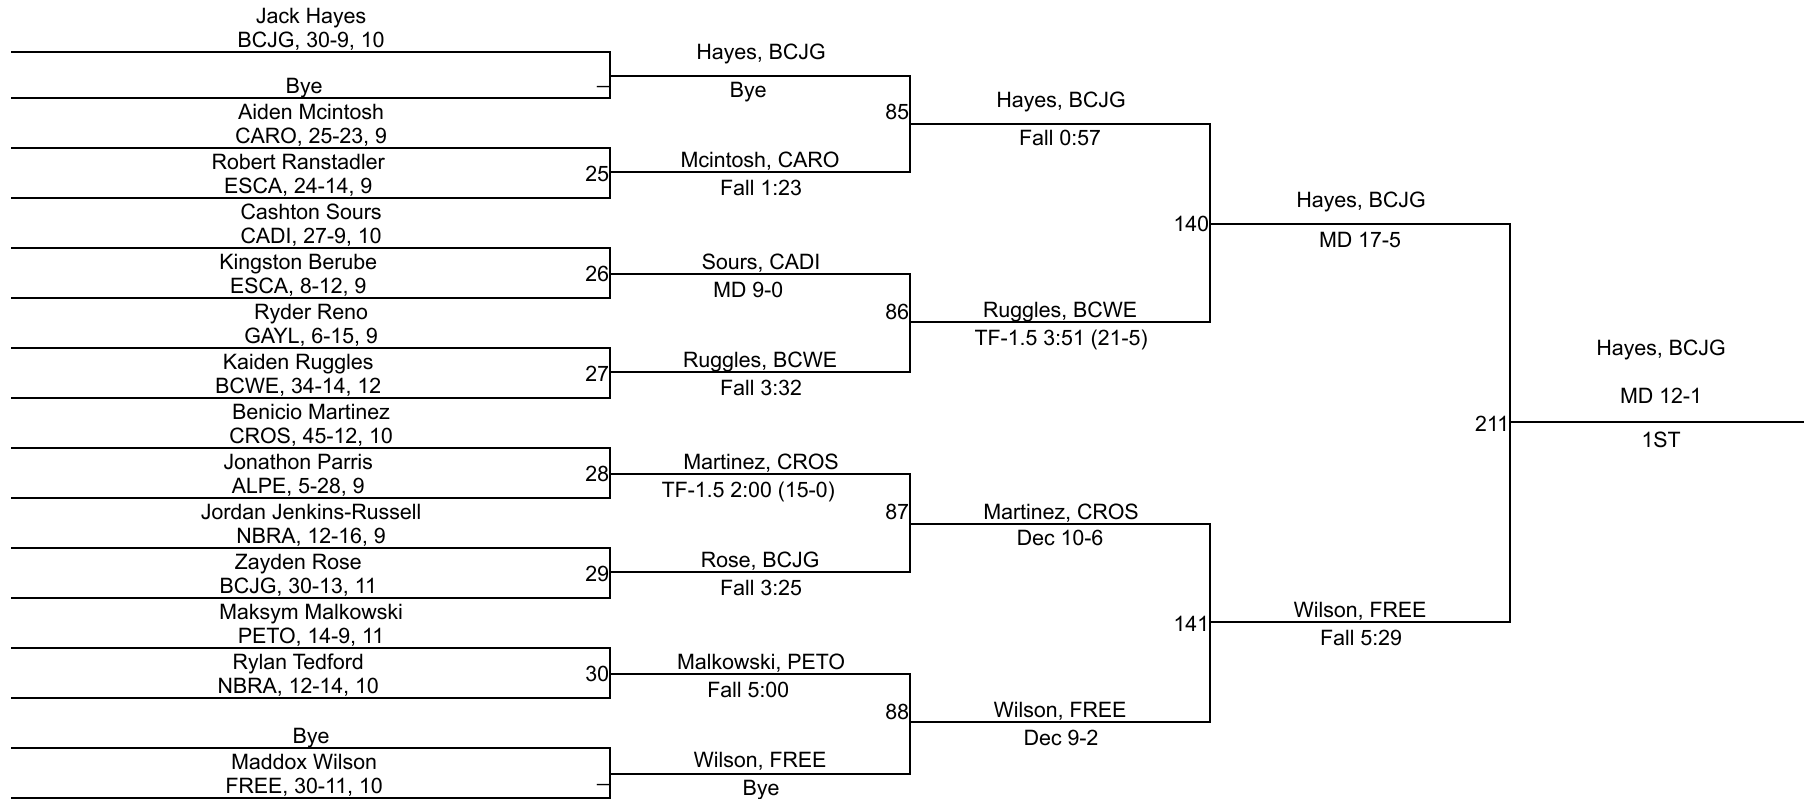 Jack Hayes
BCJG, 30-9, 10
Bye
Aiden Mcintosh
CARO, 25-23, 9
Robert Ranstadler
ESCA, 24-14, 9
Cashton Sours
CADI, 27-9, 10
Kingston Berube
ESCA, 8-12, 9
Ryder Reno
GAYL, 6-15, 9
Kaiden Ruggles
BCWE, 34-14, 12
Benicio Martinez
CROS, 45-12, 10
Jonathon Parris
ALPE, 5-28, 9
Jordan Jenkins-Russell
NBRA, 12-16, 9
Zayden Rose
BCJG, 30-13, 11
Maksym Malkowski
PETO, 14-9, 11
Rylan Tedford
NBRA, 12-14, 10
Bye
Maddox Wilson
FREE, 30-11, 10
25
26
27
28
29
30
Hayes, BCJG
Bye
Mcintosh, CARO
Fall 1:23
Sours, CADI
MD 9-0
Ruggles, BCWE
Fall 3:32
Martinez, CROS
TF-1.5 2:00 (15-0)
Rose, BCJG
Fall 3:25
Malkowski, PETO
Fall 5:00
Wilson, FREE
Bye
85
86
87
88
Hayes, BCJG
Fall 0:57
Ruggles, BCWE
TF-1.5 3:51 (21-5)
Martinez, CROS
Dec 10-6
Wilson, FREE
Dec 9-2
140
141
Hayes, BCJG
MD 17-5
Wilson, FREE
Fall 5:29
211
Hayes, BCJG
MD 12-1
1ST